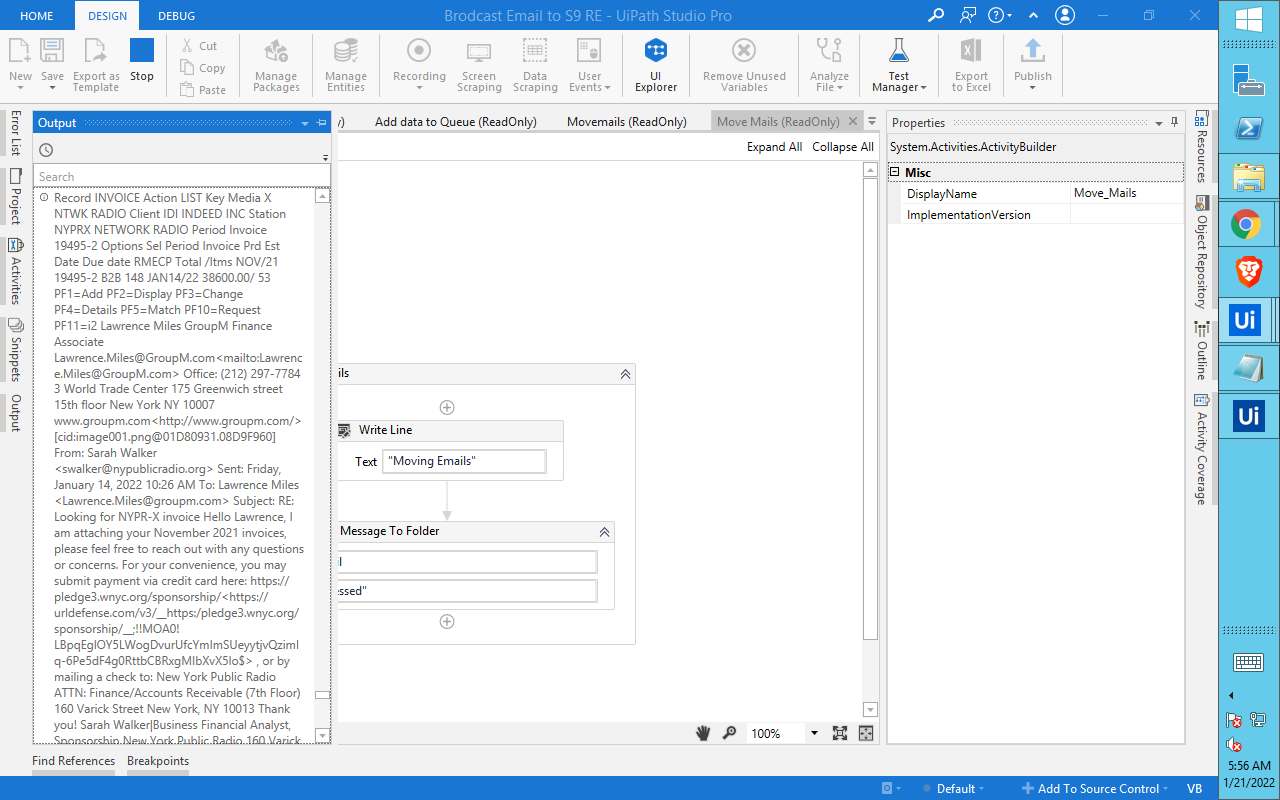 HOME
DESIGN
DEBUG
Brodcast Email to S9 RE - UiPath Studio Pro
New
Save
Export as
Template
Stop
Cut
Copy
Paste
Manage
Packages
Manage
Entities
Recording
Screen
Scraping
Data
Scraping
User
Events
UI
Explorer
Remove Unused
Variables
Analyze
File
Test
Manager
Export
to Excel
Publish
Error List
Project
Activities
Snippets
Output
Output
Search
Record INVOICE Action LIST Key Media X
NTWK RADIO Client IDI INDEED INC Station
NYPRX NETWORK RADIO Period Invoice
19495-2 Options Sel Period Invoice Prd Est
Date Due date RMECP Total /Itms NOV/21
19495-2 B2B 148 JAN14/22 38600.00/ 53
PF1=Add PF2=Display PF3=Change
PF4=Details PF5=Match PF10=Request
PF11=i2 Lawrence Miles GroupM Finance
Associate
Lawrence.Miles@GroupM.com<mailto:Lawrenc
e.Miles@GroupM.com> Office: (212) 297-7784
3 World Trade Center 175 Greenwich street
15th floor New York NY 10007
www.groupm.com<http://www.groupm.com/>
[cid:image001.png@01D80931.08D9F960]
From: Sarah Walker
<swalker@nypublicradio.org> Sent: Friday,
January 14, 2022 10:26 AM To: Lawrence Miles
<Lawrence.Miles@groupm.com> Subject: RE:
Looking for NYPR-X invoice Hello Lawrence, I
am attaching your November 2021 invoices,
please feel free to reach out with any questions
or concerns. For your convenience, you may
submit payment via credit card here: https://
pledge3.wnyc.org/sponsorship/<https://
urldefense.com/v3/__https:/pledge3.wnyc.org/
sponsorship/__;!!MOA0!
LBpqEgIOY5LWogDvurUfcYmImSUeyytjvQzimI
q-6Pe5dF4g0RttbCBRxgMIbXvX5Io$> , or by
mailing a check to: New York Public Radio
ATTN: Finance/Accounts Receivable (7th Floor)
160 Varick Street New York, NY 10013 Thank
you! Sarah Walker|Business Financial Analyst,
Sponsorship New York Public Radio 160 Varick
y)
Add data to Queue (ReadOnly)
Movemails (ReadOnly)
Move Mails (ReadOnly)
Expand All
Collapse All
ils
Write Line
Text
"Moving Emails"
Message To Folder
il
essed"
100%
Properties
System.Activities.ActivityBuilder
Misc
DisplayName
Move_Mails
ImplementationVersion
Resources
Object Repository
Outline
Activity Coverage
Find References
Breakpoints
Default
Add To Source Control
VB
Ui
Ui
5:56 AM
1/21/2022